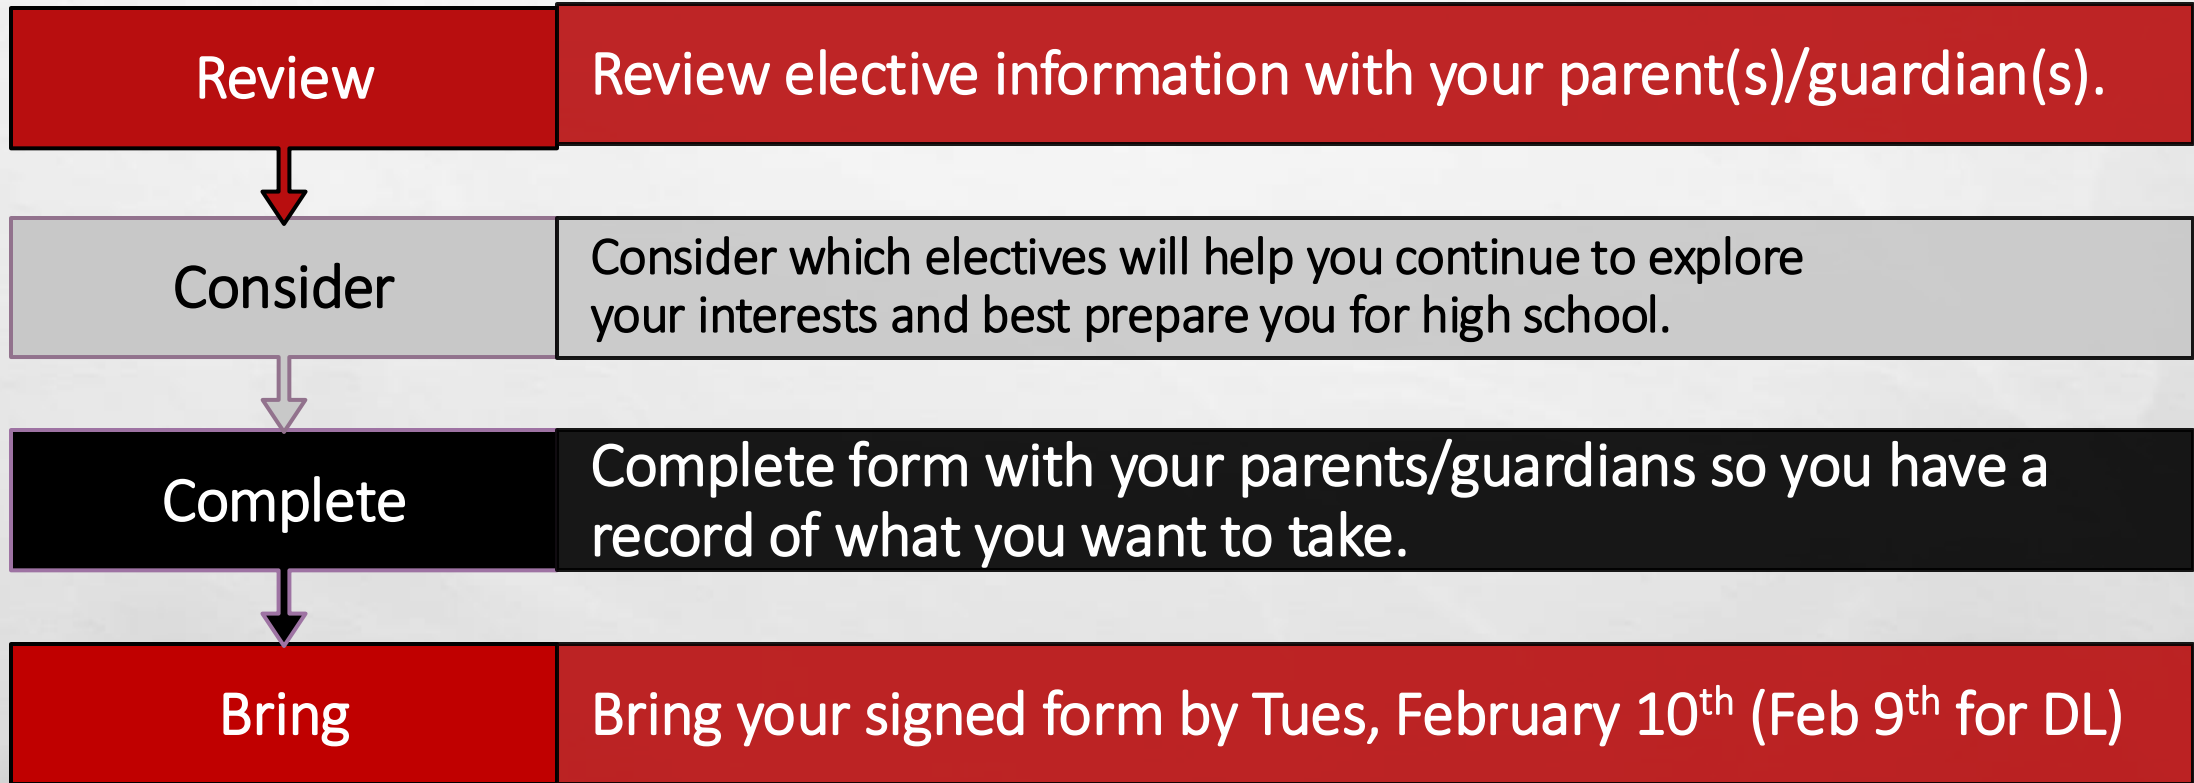 Review
Review elective information with your parent(s)/guardian(s).
Consider
Consider which electives will help you continue to explore
your interests and best prepare you for high school.
Complete
Complete form with your parents/guardians so you have a
record of what you want to take.
Bring
Bring your signed form by Tues, February 10th (Feb 9th for DL)